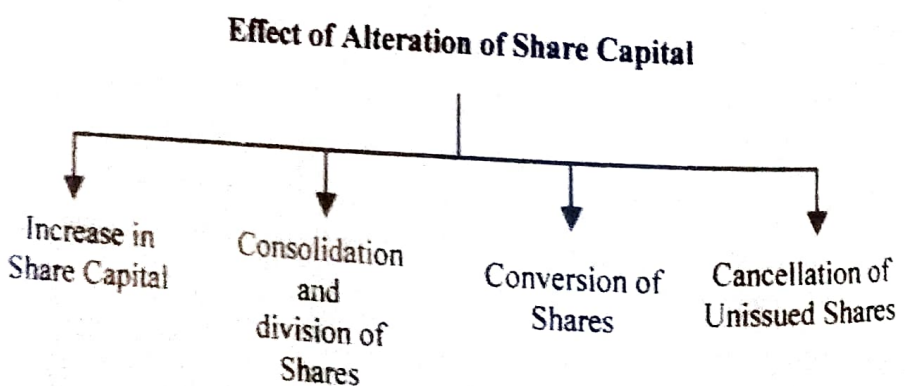 Effect of Alteration of Share Capital
Increase in
Share Capital
Consolidation
and
division of
Shares
Conversion of
Shares
Cancellation of
Unissued Shares